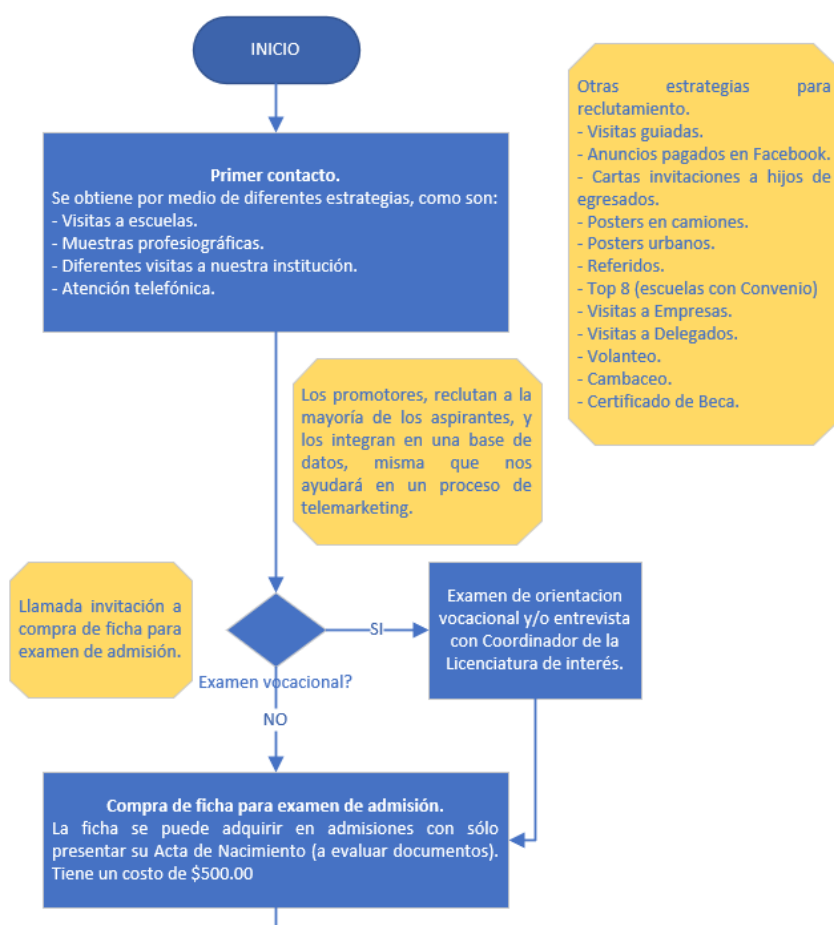 INICIO
Primer contacto.
Se obtiene por medio de diferentes estrategias, como son:
- Visitas a escuelas.
- Muestras profesiográficas.
- Diferentes visitas a nuestra institución.
- Atención telefónica.
Otras estrategias para
reclutamiento.
- Visitas guiadas.
- Anuncios pagados en Facebook.
- Cartas invitaciones a hijos de
egresados.
- Posters en camiones.
- Posters urbanos.
- Referidos.
- Top 8 (escuelas con Convenio)
- Visitas a Empresas.
- Visitas a Delegados.
- Volanteo.
- Cambaceo.
- Certificado de Beca.
Los promotores, reclutan a la
mayoría de los aspirantes, y
los integran en una base de
datos, misma que nos
ayudará en un proceso de
telemarketing.
Llamada invitación a
compra de ficha para
examen de admisión.
Examen vocacional?
SI
Examen de orientacion
vocacional y/o entrevista
con Coordinador de la
Licenciatura de interés.
NO
Compra de ficha para examen de admisión.
La ficha se puede adquirir en admisiones con sólo
presentar su Acta de Nacimiento (a evaluar documentos).
Tiene un costo de $500.00